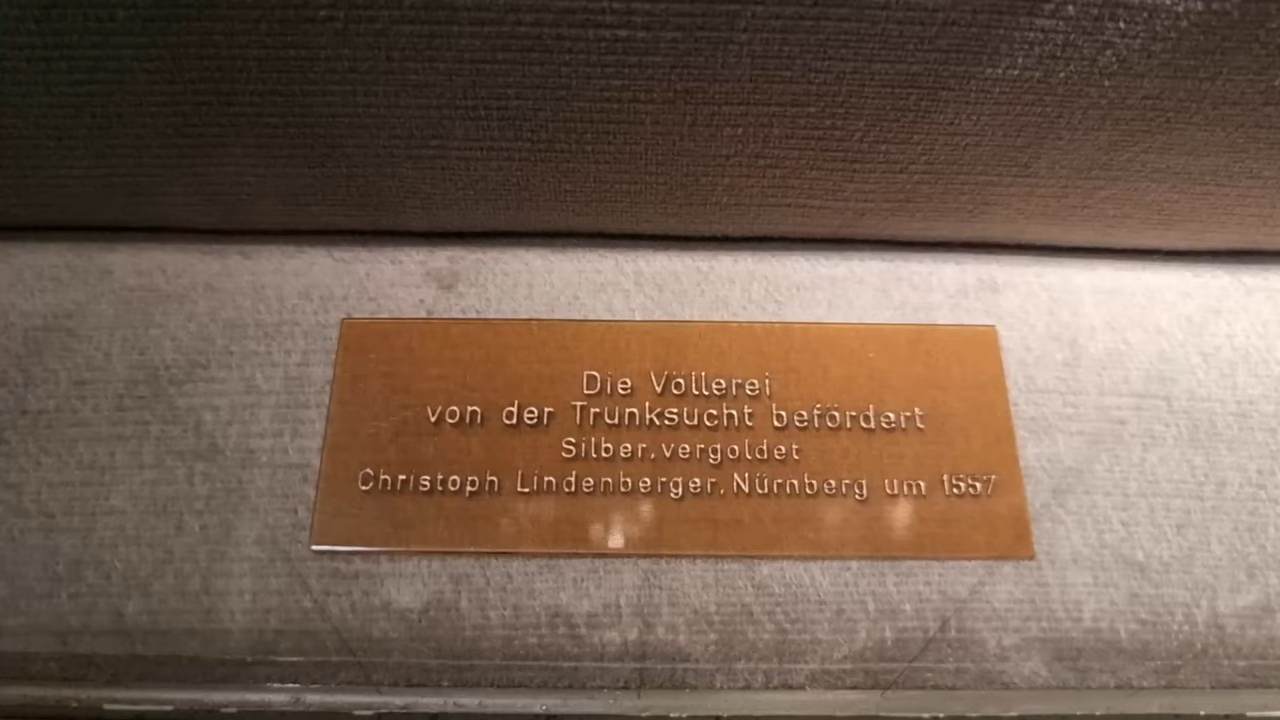 Die Völlerei
von der Trunksucht befördert
Silber, vergoldet
Christoph Lindenberger, Nürnberg um 1557